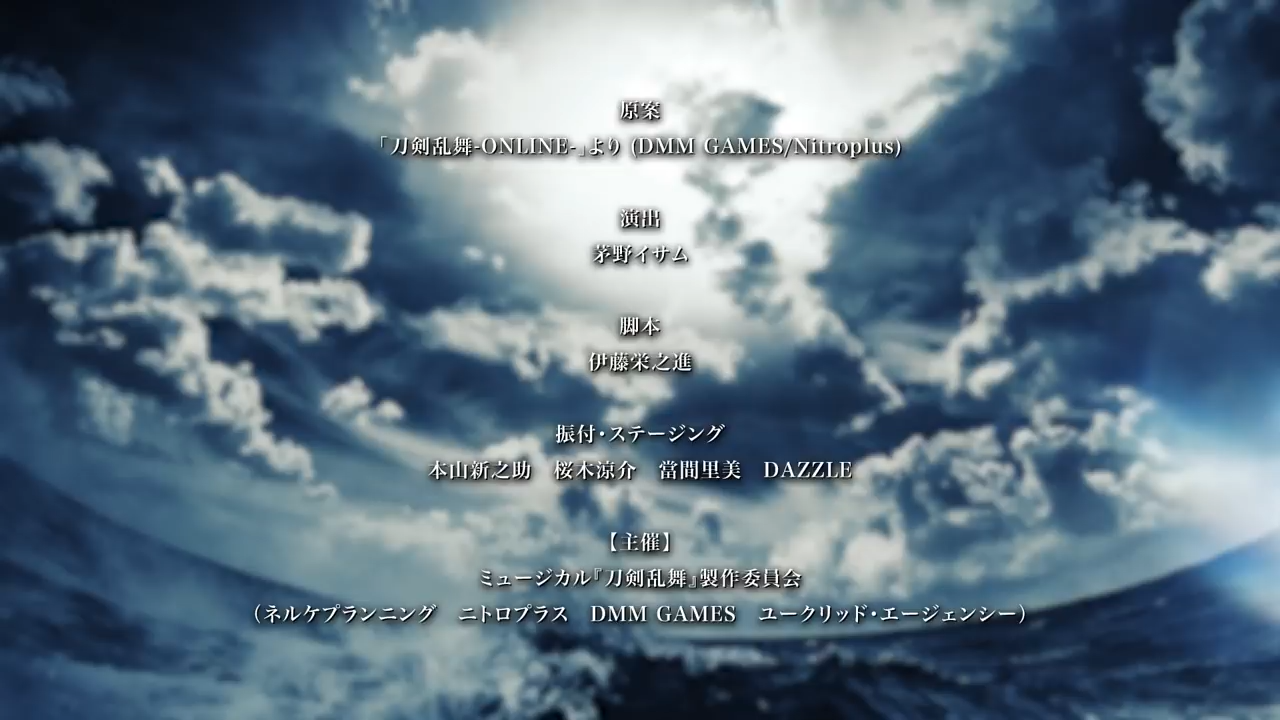 原案
「刀剣乱舞-ONLINE-」より (DMM GAMES/Nitroplus)
演出
茅野イサム
脚本
伊藤栄之進
振付・ステージング
本山新之助　桜木涼介　當間里美　DAZZLE
【主催】
ミュージカル『刀剣乱舞』製作委員会
（ネルケプランニング　ニトロプラス　DMM GAMES　ユークリッド・エージェンシー）